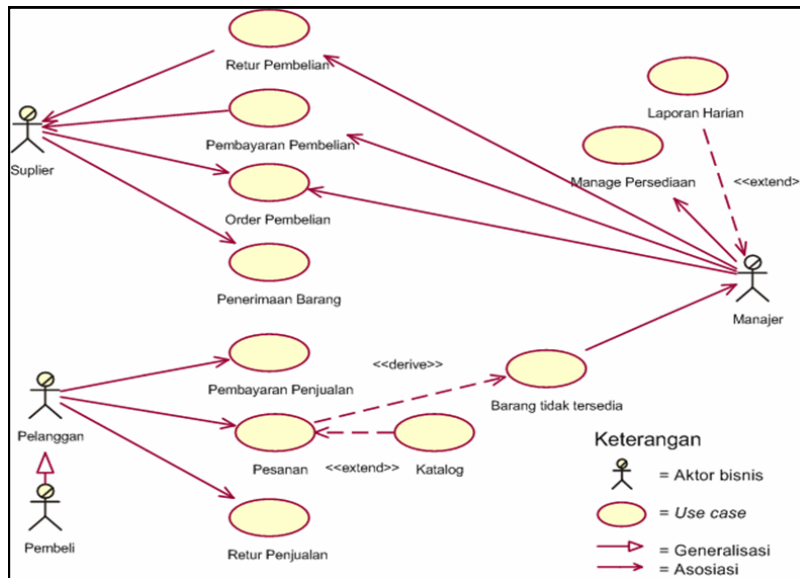 Retur Pembelian
Laporan Harian
Pembayaran Pembelian
Suplier
Manage Persediaan
<<extend>
Order Pembelian
Penerimaan Barang
Manajer
<<derive>>
Pembayaran Penjualan
Barang tidak tersedia
Pelanggan
Pesanan
<<extend>>
Katalog
Keterangan
= Aktor bisnis
= Use case
Pembeli
Retur Penjualan
= Generalisasi
= Asosiasi